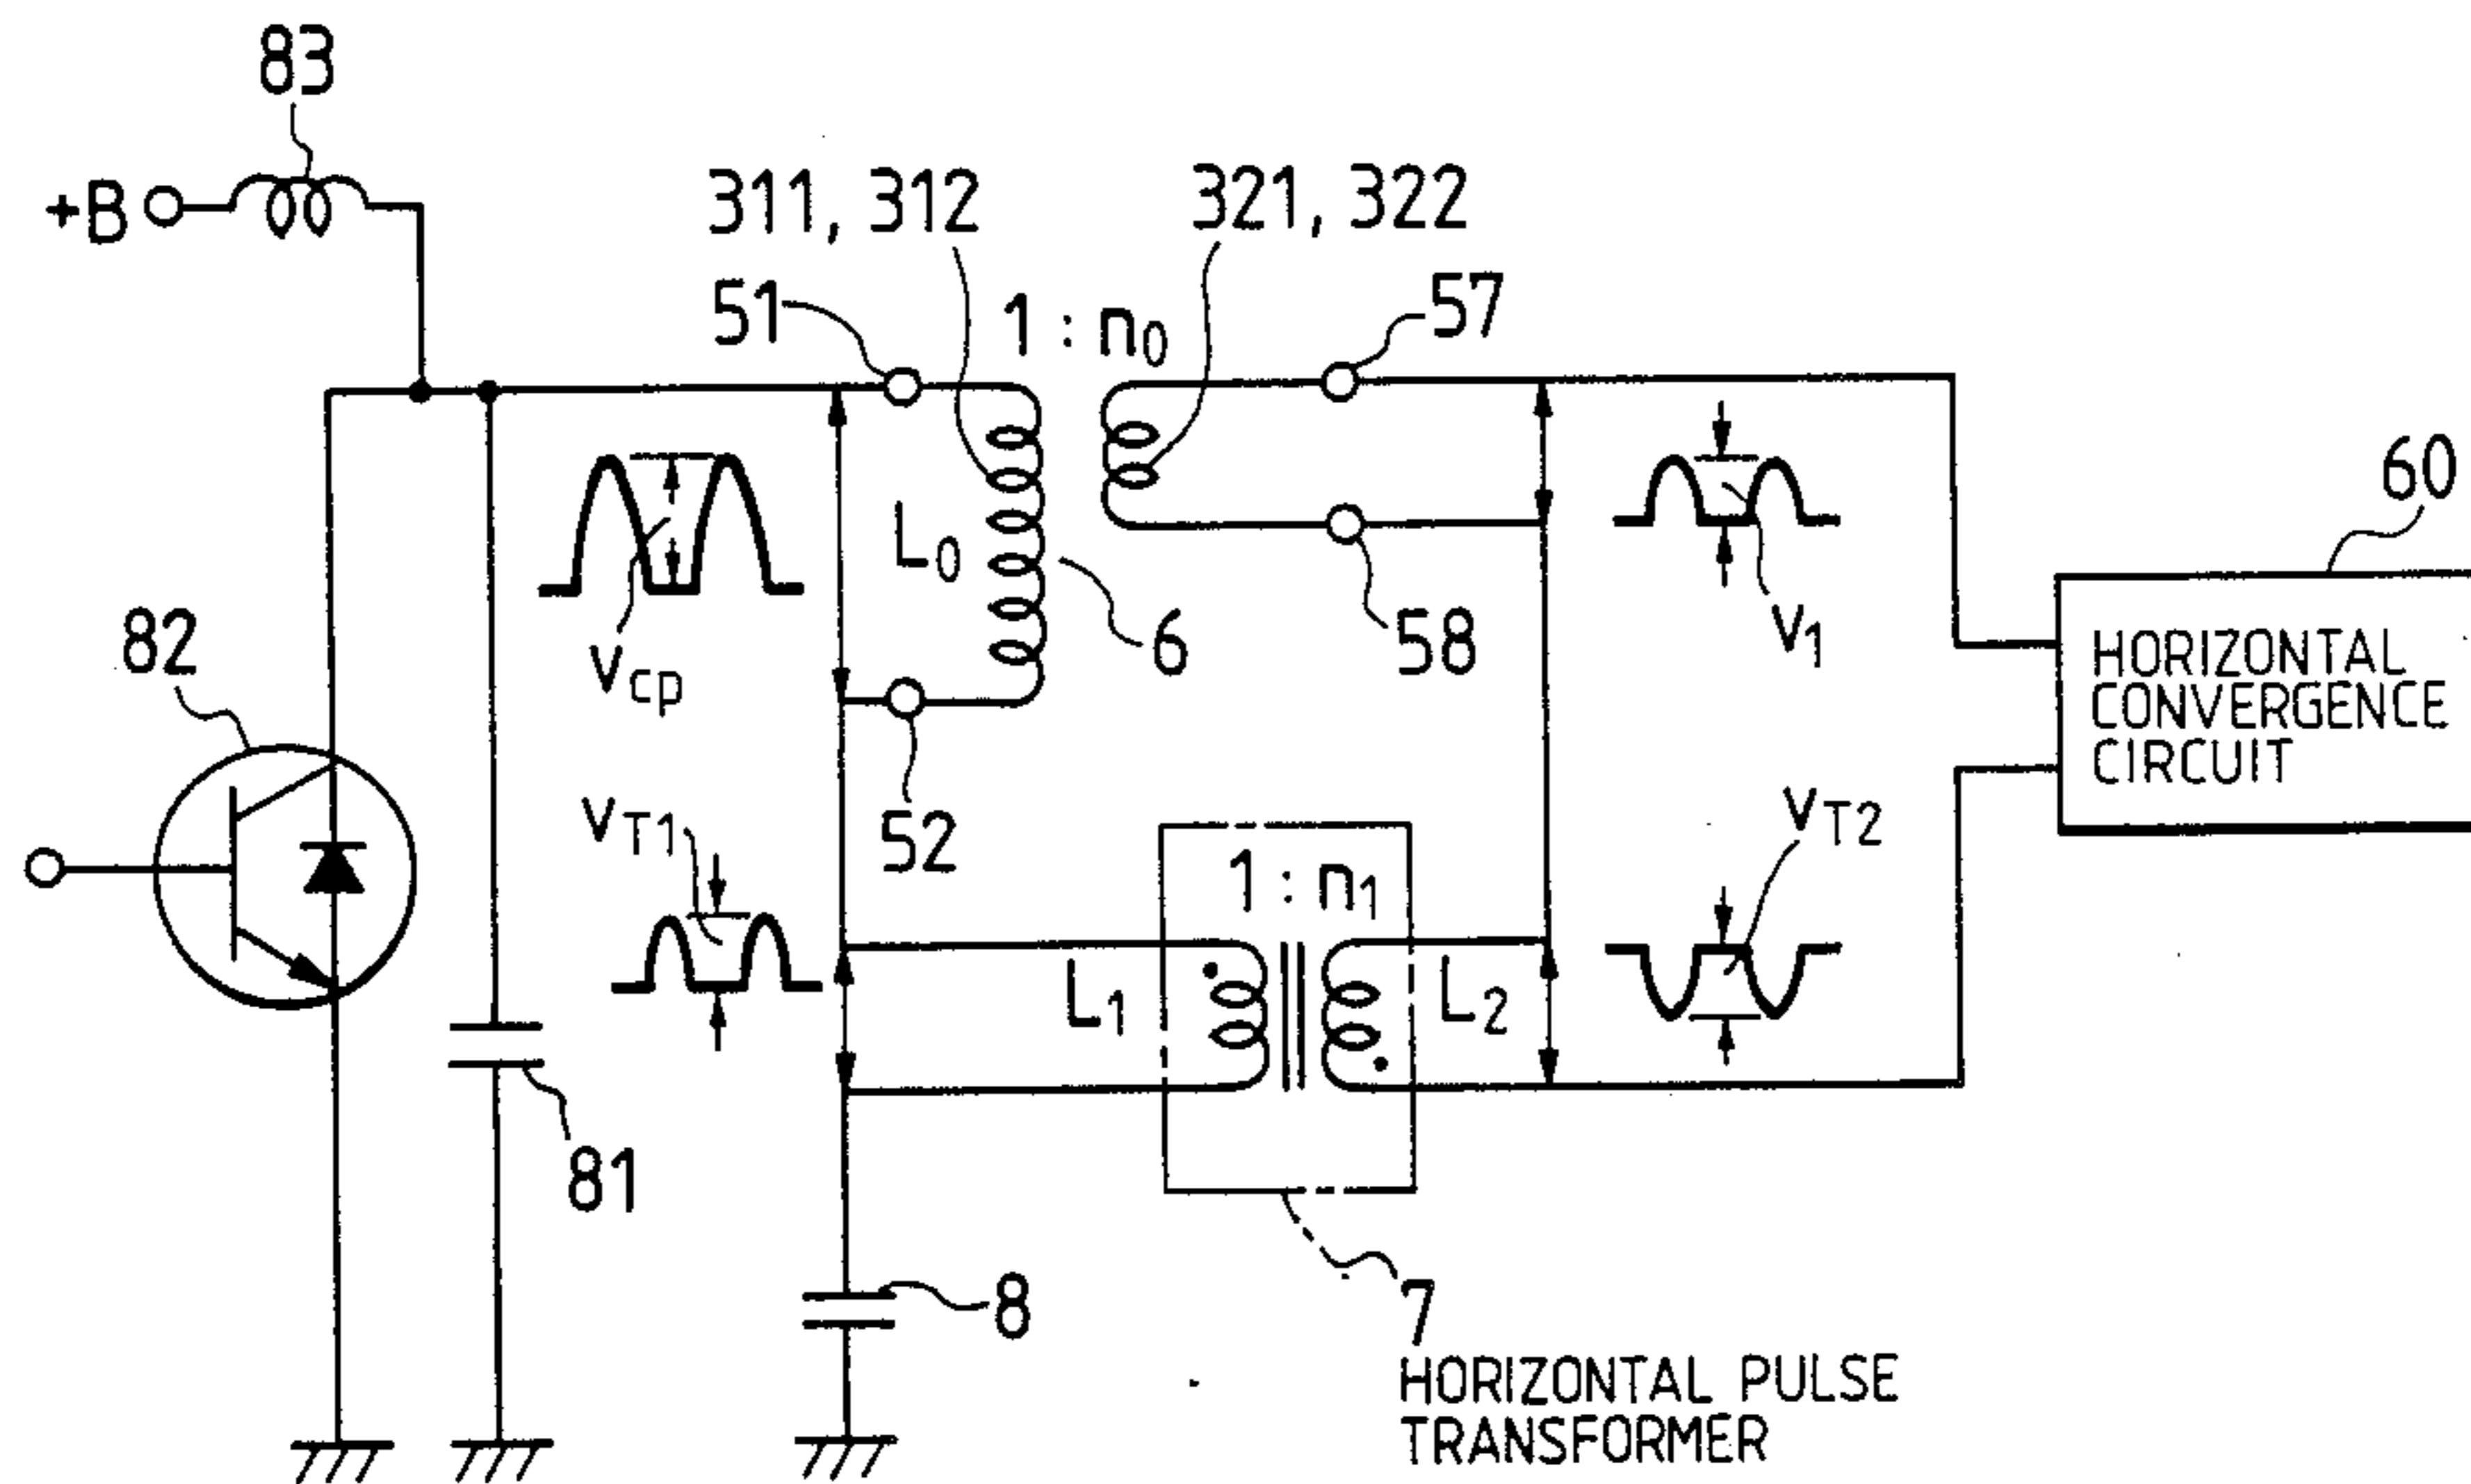 83
+B
311, 312
321, 322
51
1 : n0
57
60
L0
82
Vcp
6
58
V1
HORIZONTAL
CONVERGENCE
CIRCUIT
VT1
52
VT2
1 : n1
L1
L2
81
8
7
HORIZONTAL PULSE
TRANSFORMER